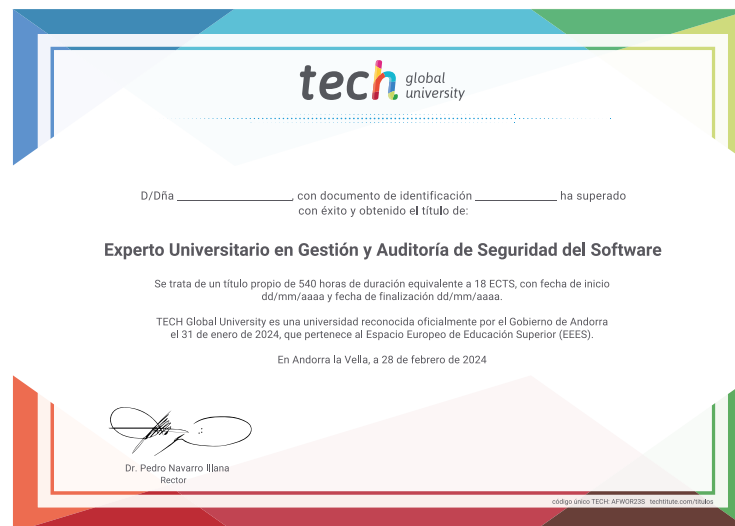 tech global university
D/Dña ______________, con documento de identificación ______________ ha superado
con éxito y obtenido el título de:
Experto Universitario en Gestión y Auditoría de Seguridad del Software
Se trata de un título propio de 540 horas de duración equivalente a 18 ECTS, con fecha de inicio
dd/mm/aaaa y fecha de finalización dd/mm/aaaa.
TECH Global University es una universidad reconocida oficialmente por el Gobierno de Andorra
el 31 de enero de 2024, que pertenece al Espacio Europeo de Educación Superior (EEES).
En Andorra la Vella, a 28 de febrero de 2024
Dr. Pedro Navarro Illana
Rector
código único TECH: AFWOR23S techtitute.com/titulos